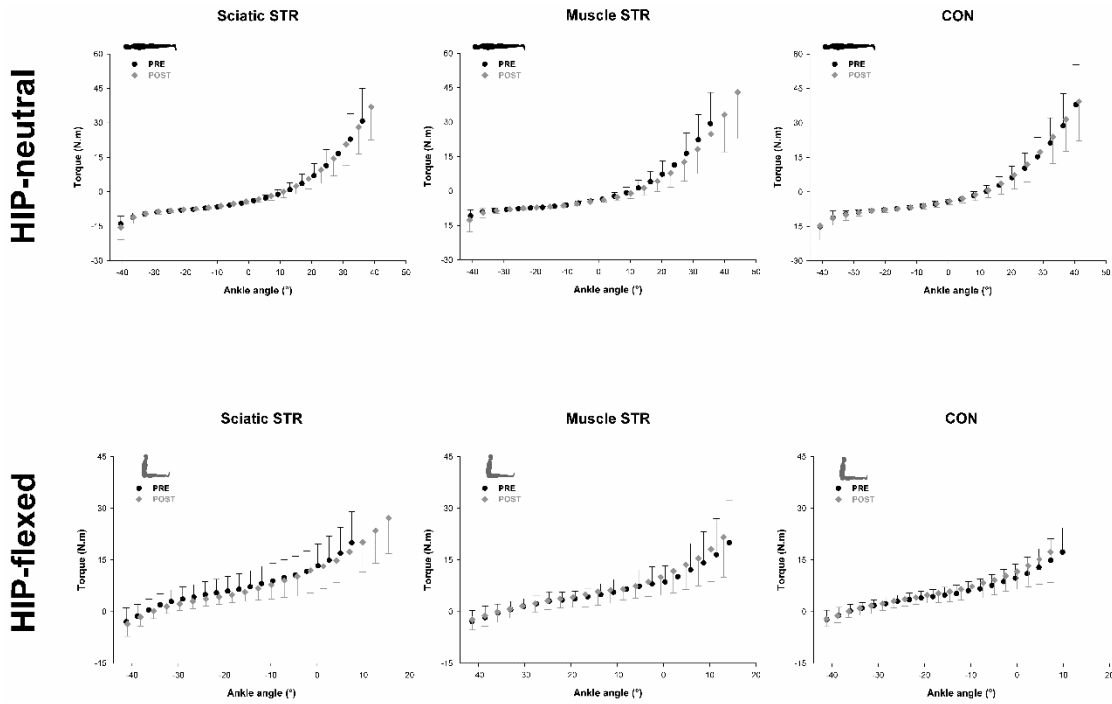 Sciatic STR Muscle STR CON
HIP-neutral
60 60 60
PRE PRE PRE
POST POST POST
45 45 45
30 30 30
Torque (N.m) Torque (N.m) Torque (N.m)
15 15 15
0 0 0
-15 -15 -15
-30 -30 -30
-40 -30 -20 -10 0 10 20 30 40 50 -40 -30 -20 -10 0 10 20 30 40 50 -40 -30 -20 -10 0 10 20 30 40 50
Ankle angle (°) Ankle angle (°) Ankle angle (°)
Sciatic STR Muscle STR CON
HIP-flexed
45 45 45
PRE PRE PRE
POST POST POST
30 30 30
Torque (N.m) Torque (N.m) Torque (N.m)
15 15 15
0 0 0
-15 -15 -15
-40 -30 -20 -10 0 10 20 40 -30 -20 -10 0 10 20 -40 -30 -20 -10 0 10 20
Ankle angle (°) Ankle angle (°) Ankle angle (°)